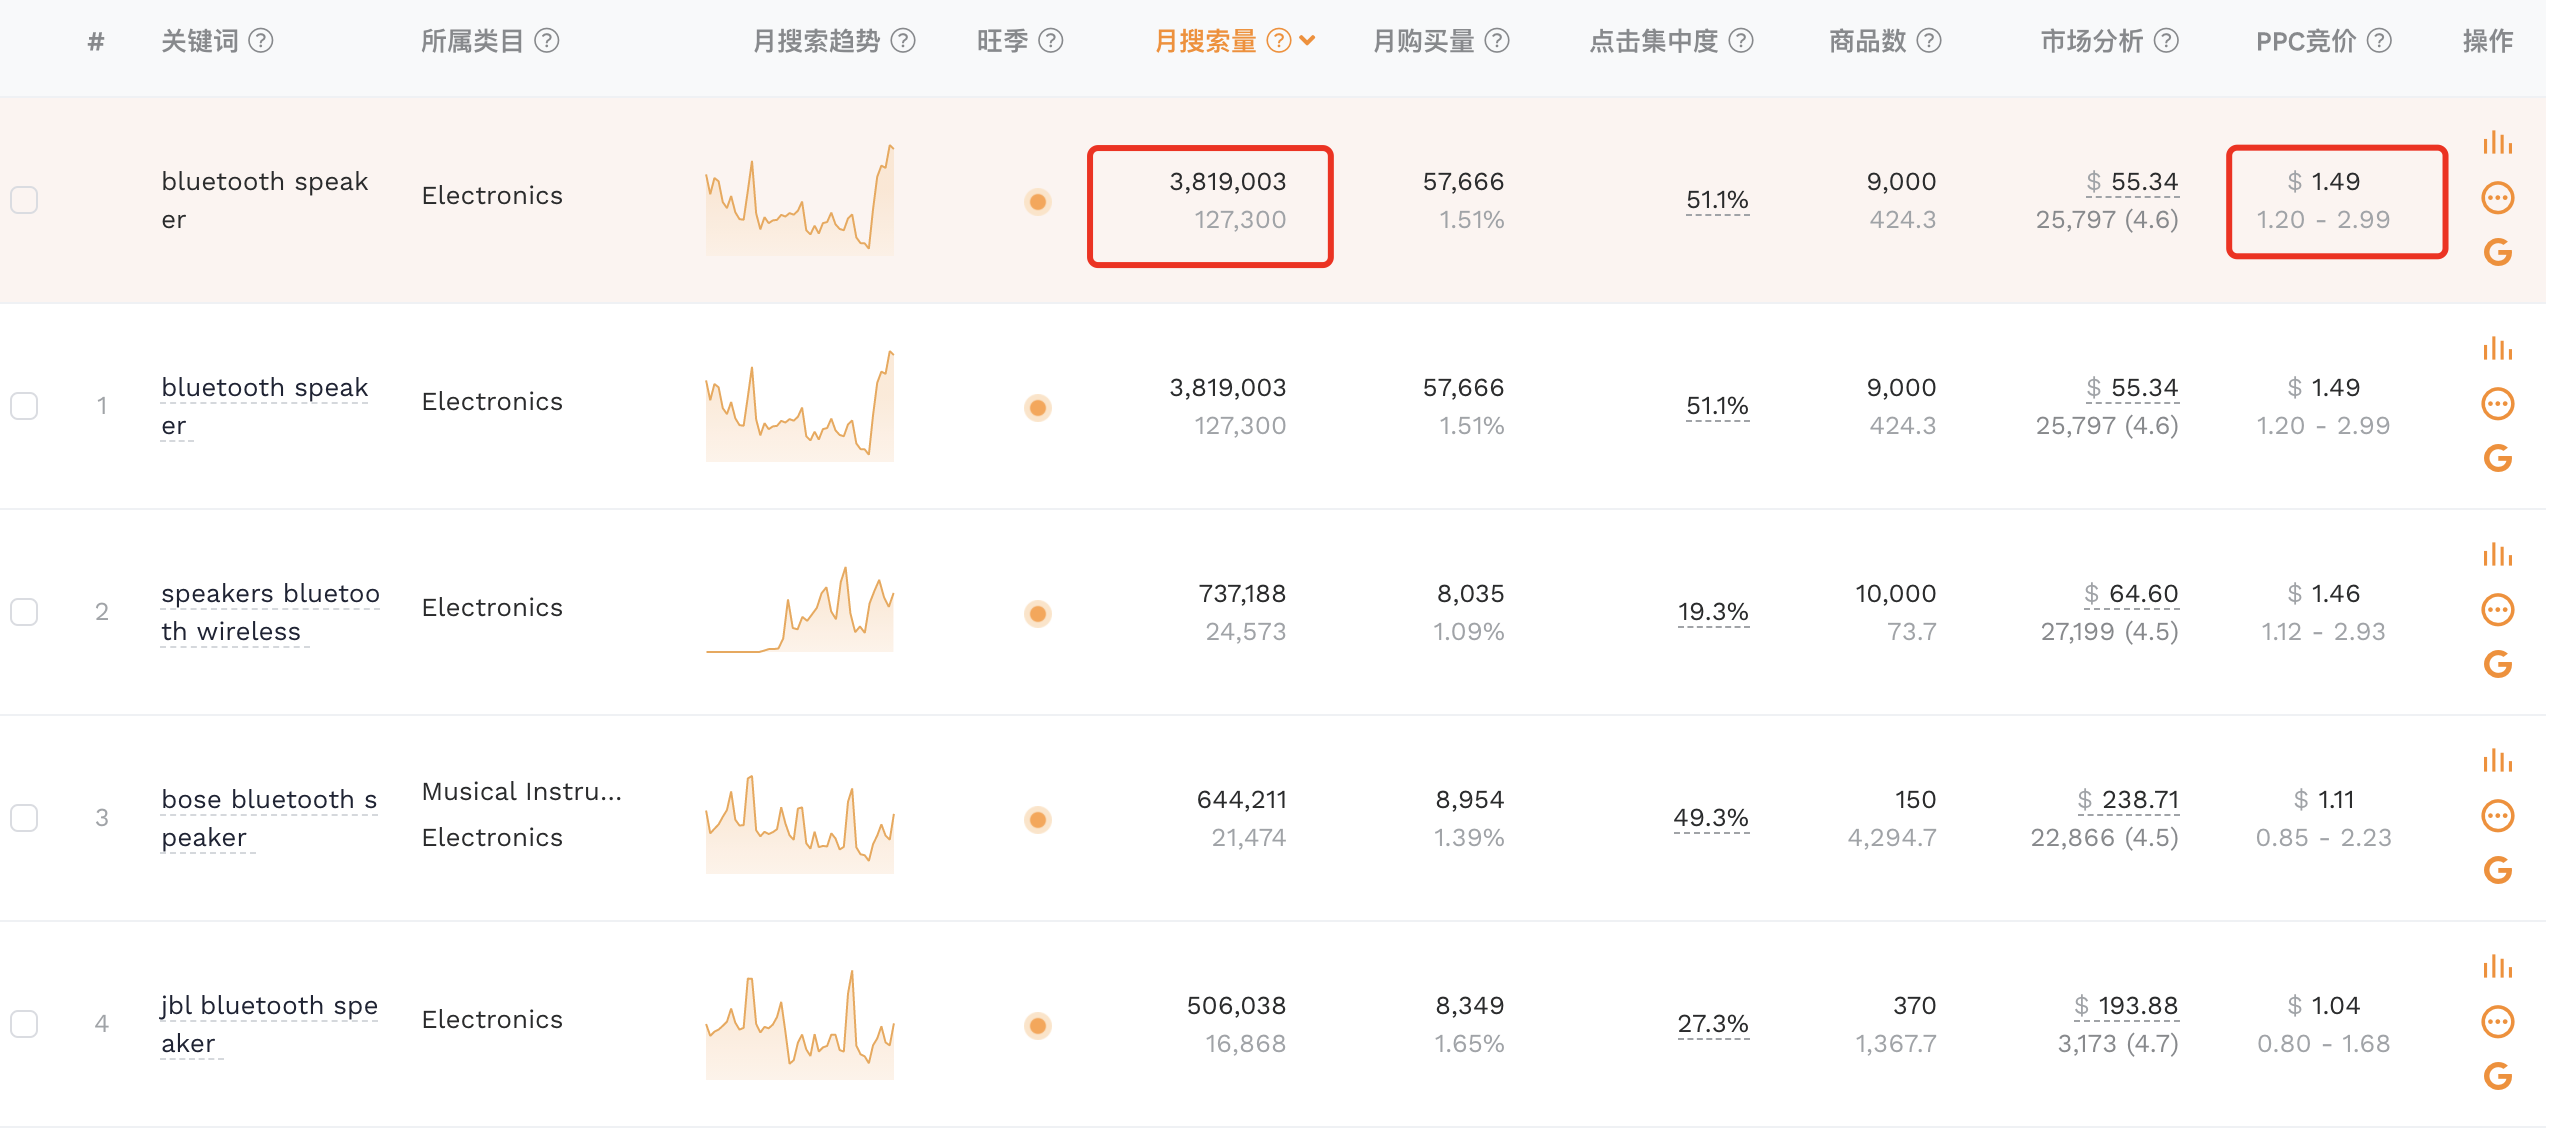 # 关键词 所属类目 月搜索趋势 旺季 月搜索量 月购买量 点击集中度 商品数 市场分析 PPC竞价 操作
bluetooth speak
er
Electronics
3,819,003
127,300
57,666
1.51%
51.1%
9,000
424.3
$ 55.34
25,797 (4.6)
$ 1.49
1.20 - 2.99
1
bluetooth speak
er
Electronics
3,819,003
127,300
57,666
1.51%
51.1%
9,000
424.3
$ 55.34
25,797 (4.6)
$ 1.49
1.20 - 2.99
2
speakers bluetoo
th wireless
Electronics
737,188
24,573
8,035
1.09%
19.3%
10,000
73.7
$ 64.60
27,199 (4.5)
$ 1.46
1.12 - 2.93
3
bose bluetooth s
peaker
Musical Instru...
Electronics
644,211
21,474
8,954
1.39%
49.3%
150
4,294.7
$ 238.71
22,866 (4.5)
$ 1.11
0.85 - 2.23
4
jbl bluetooth spe
aker
Electronics
506,038
16,868
8,349
1.65%
27.3%
370
1,367.7
$ 193.88
3,173 (4.7)
$ 1.04
0.80 - 1.68